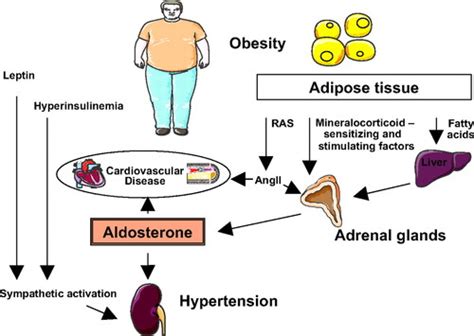 Obesity
Leptin
Adipose tissue
Hyperinsulinemia
RAS
Mineralocorticoid –
sensitizing and
stimulating factors
Fatty
acids
Cardiovascular
Disease
AngII
Liver
Aldosterone
Adrenal glands
Sympathetic activation
Hypertension